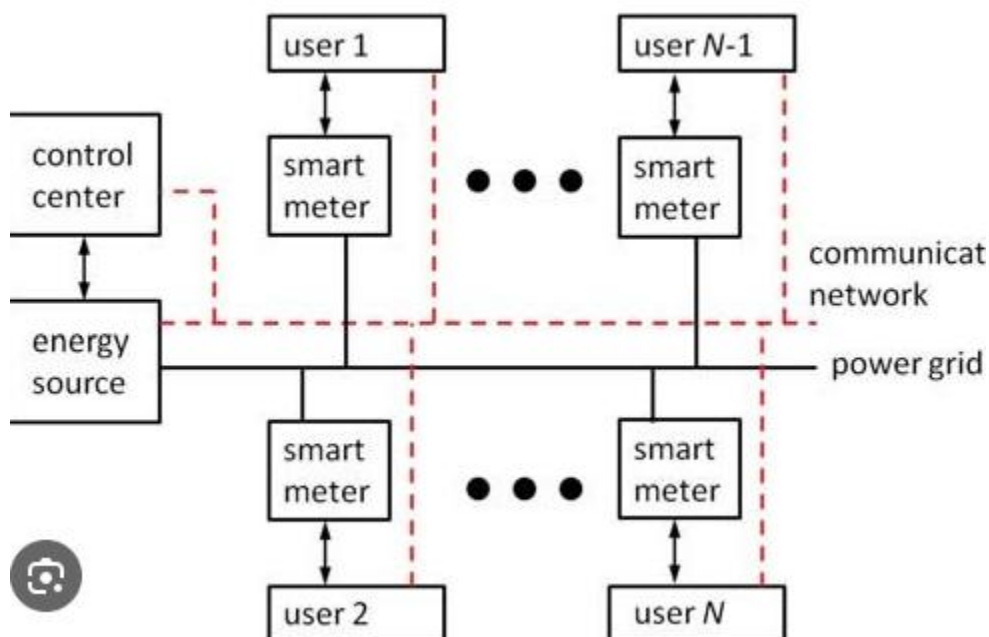 user 1
user N-1
control
center
smart
meter
smart
meter
communicat
network
energy
source
power grid
smart
meter
smart
meter
user 2
user N